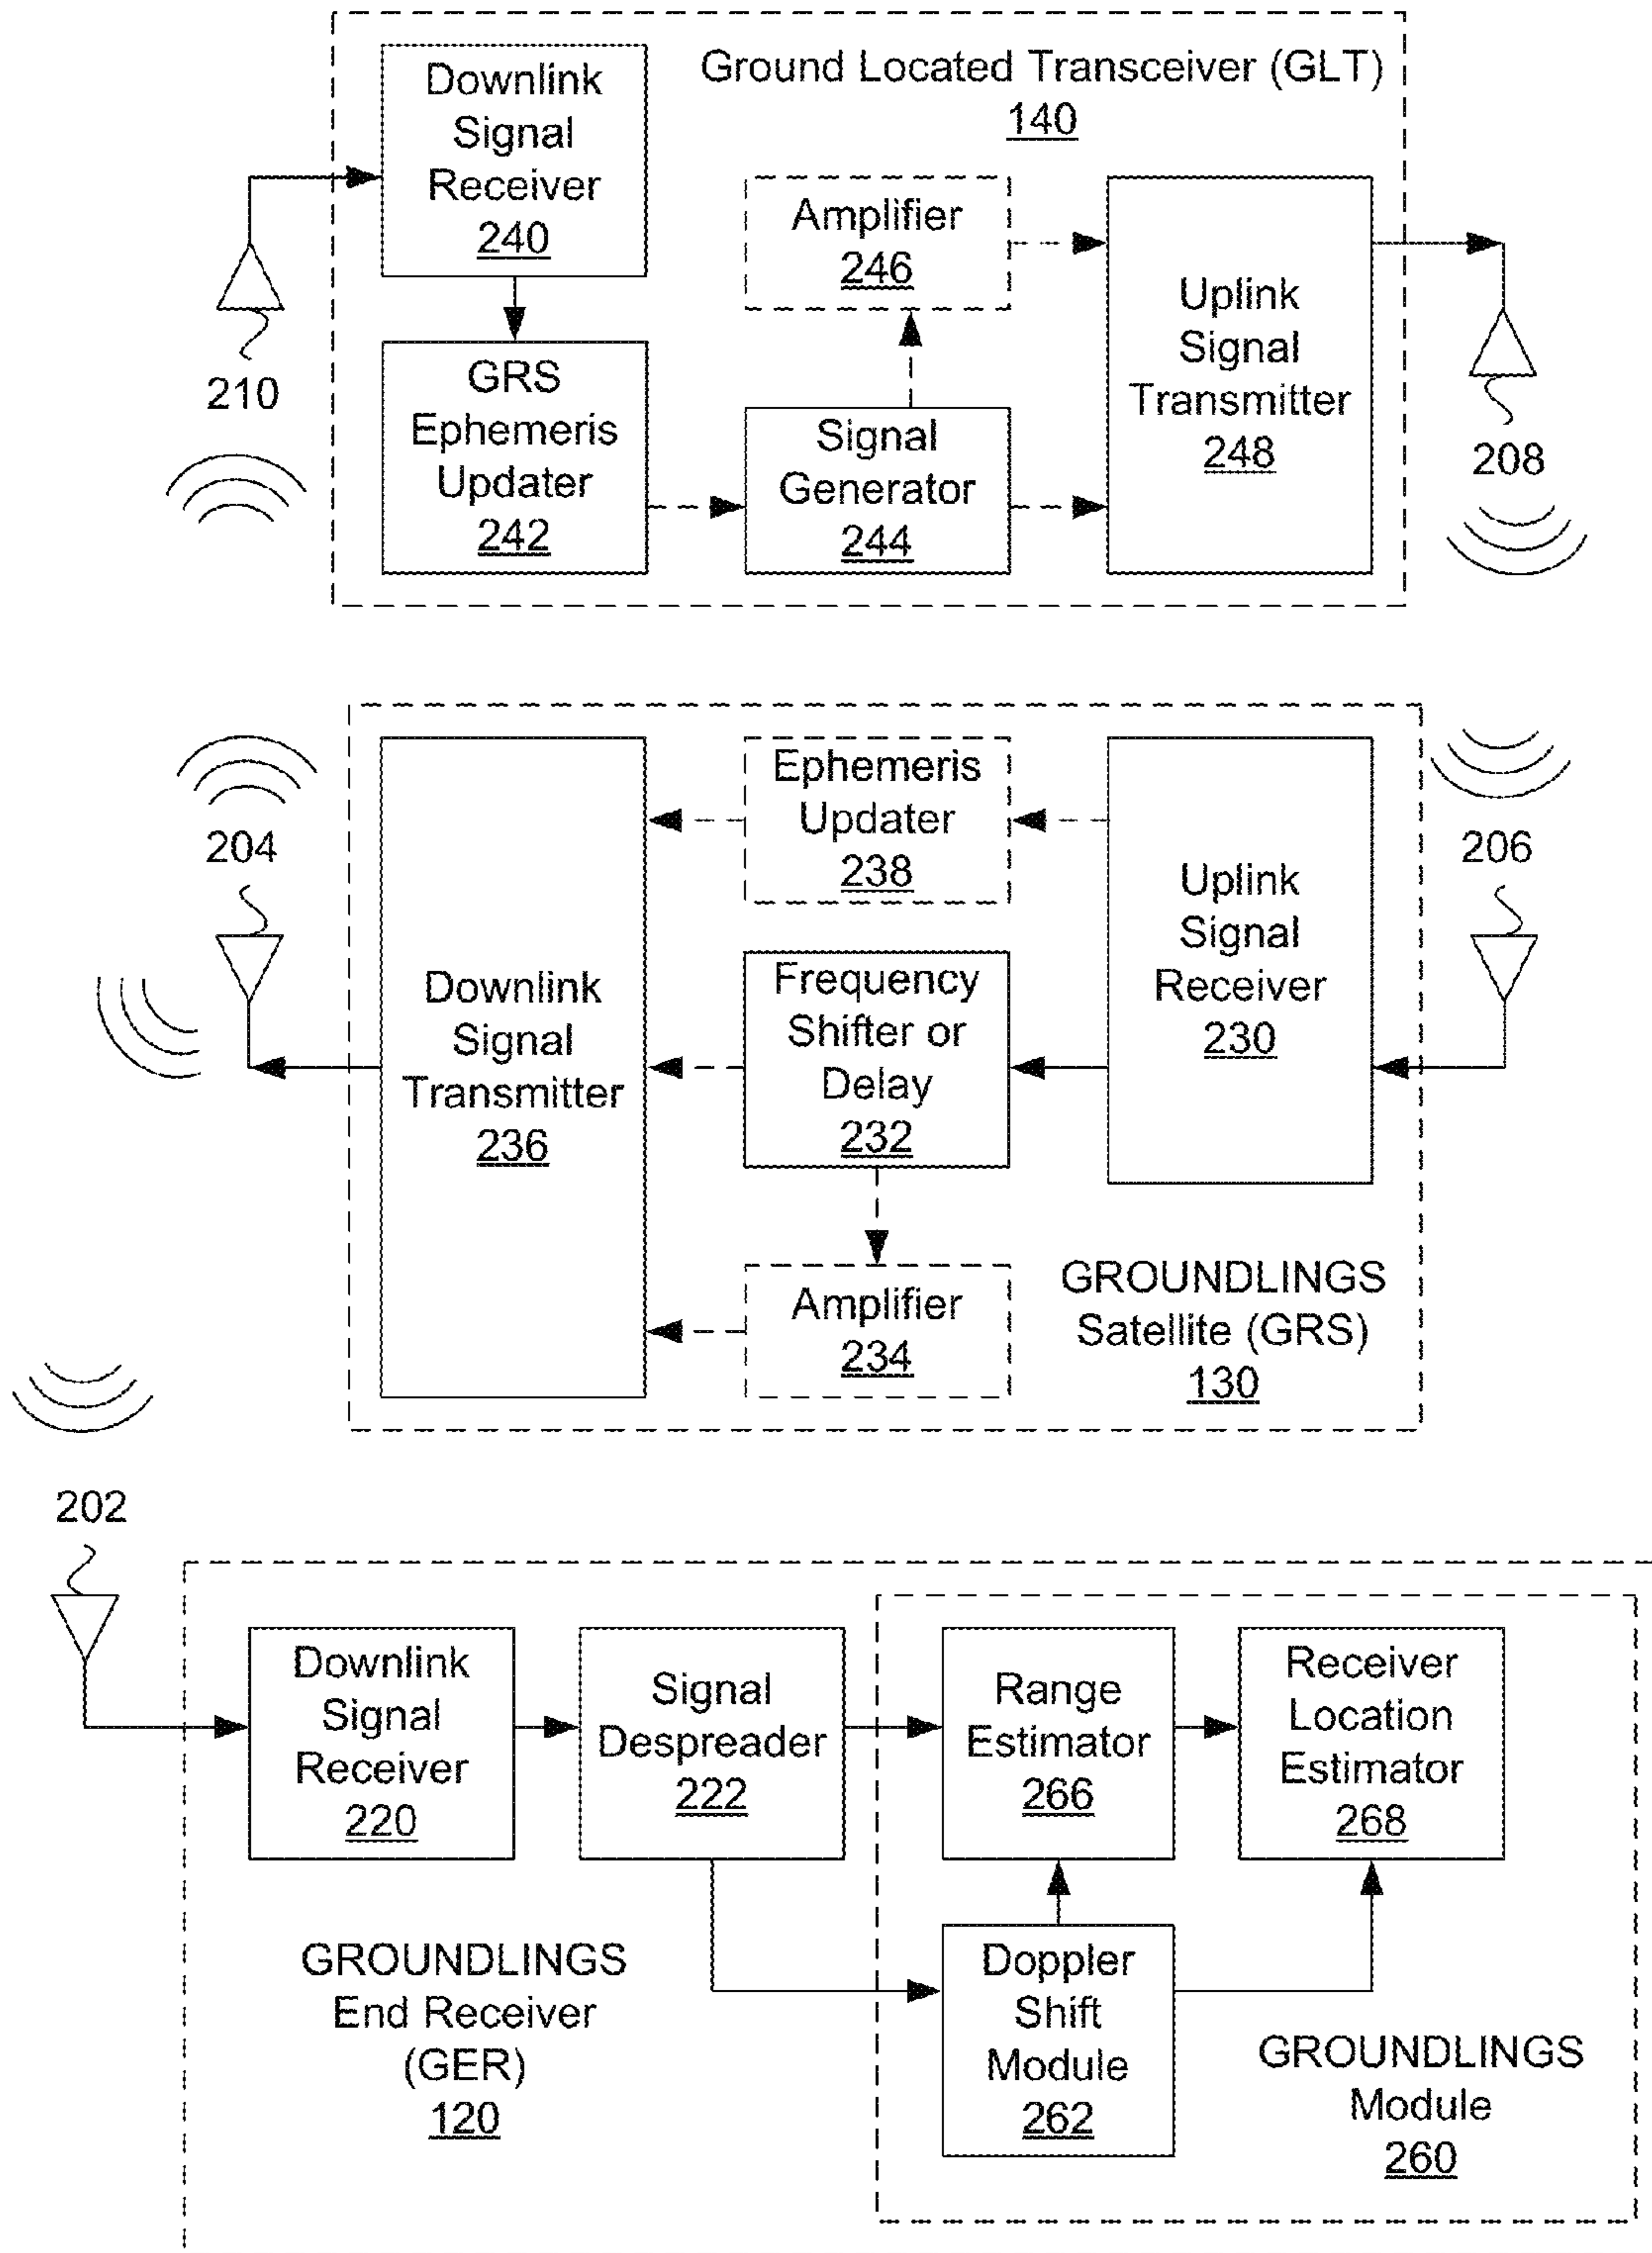 Downlink
Signal
Receiver
240
Ground Located Transceiver (GLT)
140
Amplifier
246
Uplink
Signal
Transmitter
248
210
GRS
Ephemeris
Updater
242
Signal
Generator
244
208
204
Ephemeris
Updater
238
Uplink
Signal
Receiver
230
206
Downlink
Signal
Transmitter
236
Frequency
Shifter or
Delay
232
Amplifier
234
GROUNDLINGS
Satellite (GRS)
130
202
Downlink
Signal
Receiver
220
Signal
Despreader
222
Range
Estimator
266
Receiver
Location
Estimator
268
GROUNDLINGS
End Receiver
(GER)
120
Doppler
Shift
Module
262
GROUNDLINGS
Module
260